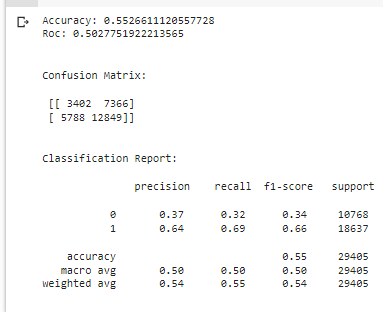 Accuracy: 0.5526611120557728
Roc: 0.5027751922213565
Confusion Matrix:
[[ 3402 7366]
[ 5788 12849]]
Classification Report:
precision recall f1-score support
0 0.37 0.32 0.34 10768
1 0.64 0.69 0.66 18637
accuracy 0.55 29405
macro avg 0.50 0.50 0.50 29405
weighted avg 0.54 0.55 0.54 29405